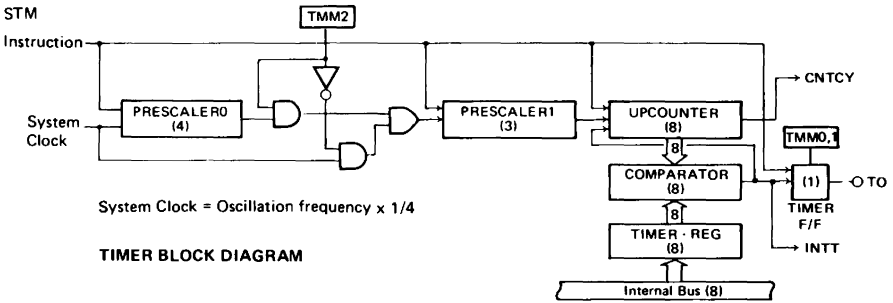 STM
Instruction
TMM2
PRESCALER0
(4)
System
Clock
PRESCALER1
(3)
UPCOUNTER
(8)
CNTCY
8
TMM0,1
COMPARATOR
(8)
(1)
TO
TIMER
F/F
8
INTT
TIMER·REG
(8)
Internal Bus (8)
System Clock = Oscillation frequency x 1/4
TIMER BLOCK DIAGRAM